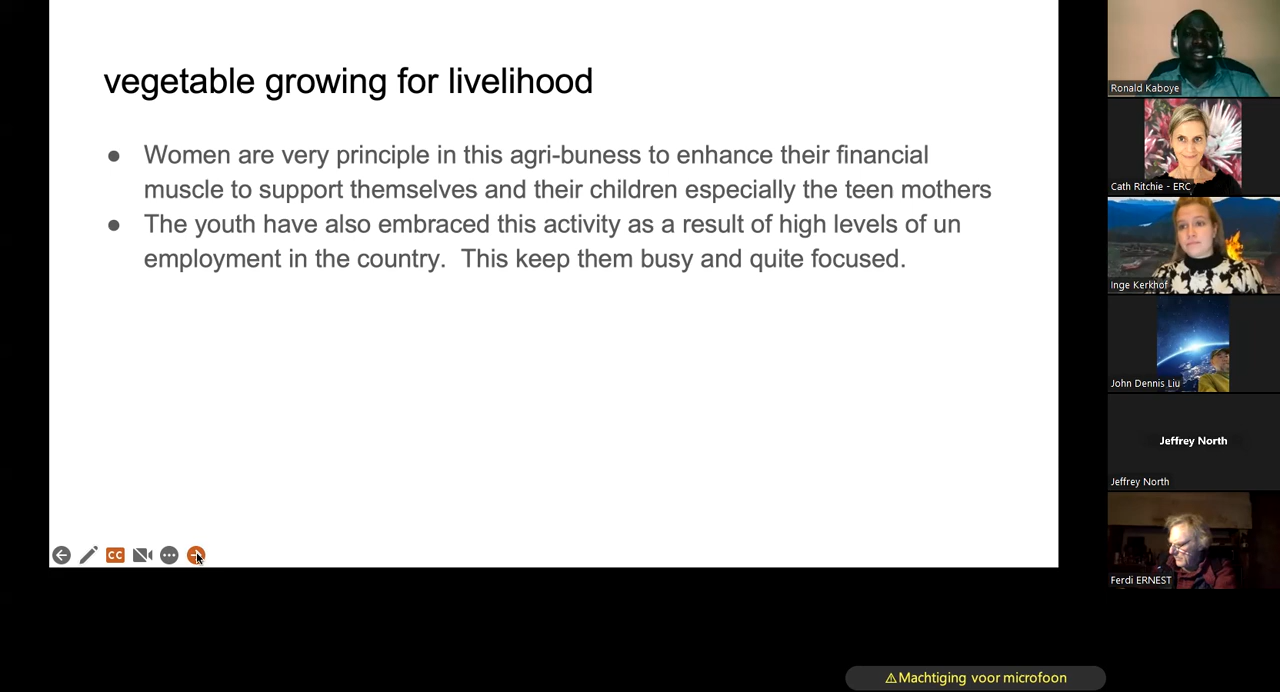 vegetable growing for livelihood
● Women are very principle in this agri-buness to enhance their financial
muscle to support themselves and their children especially the teen mothers
● The youth have also embraced this activity as a result of high levels of un
employment in the country.  This keep them busy and quite focused.
CC
Ronald Kaboye
Cath Ritchie - ERC
Inge Kerkhof
John Dennis Liu
Jeffrey North
Jeffrey North
Ferdi ERNEST
⚠Machtiging voor microfoon